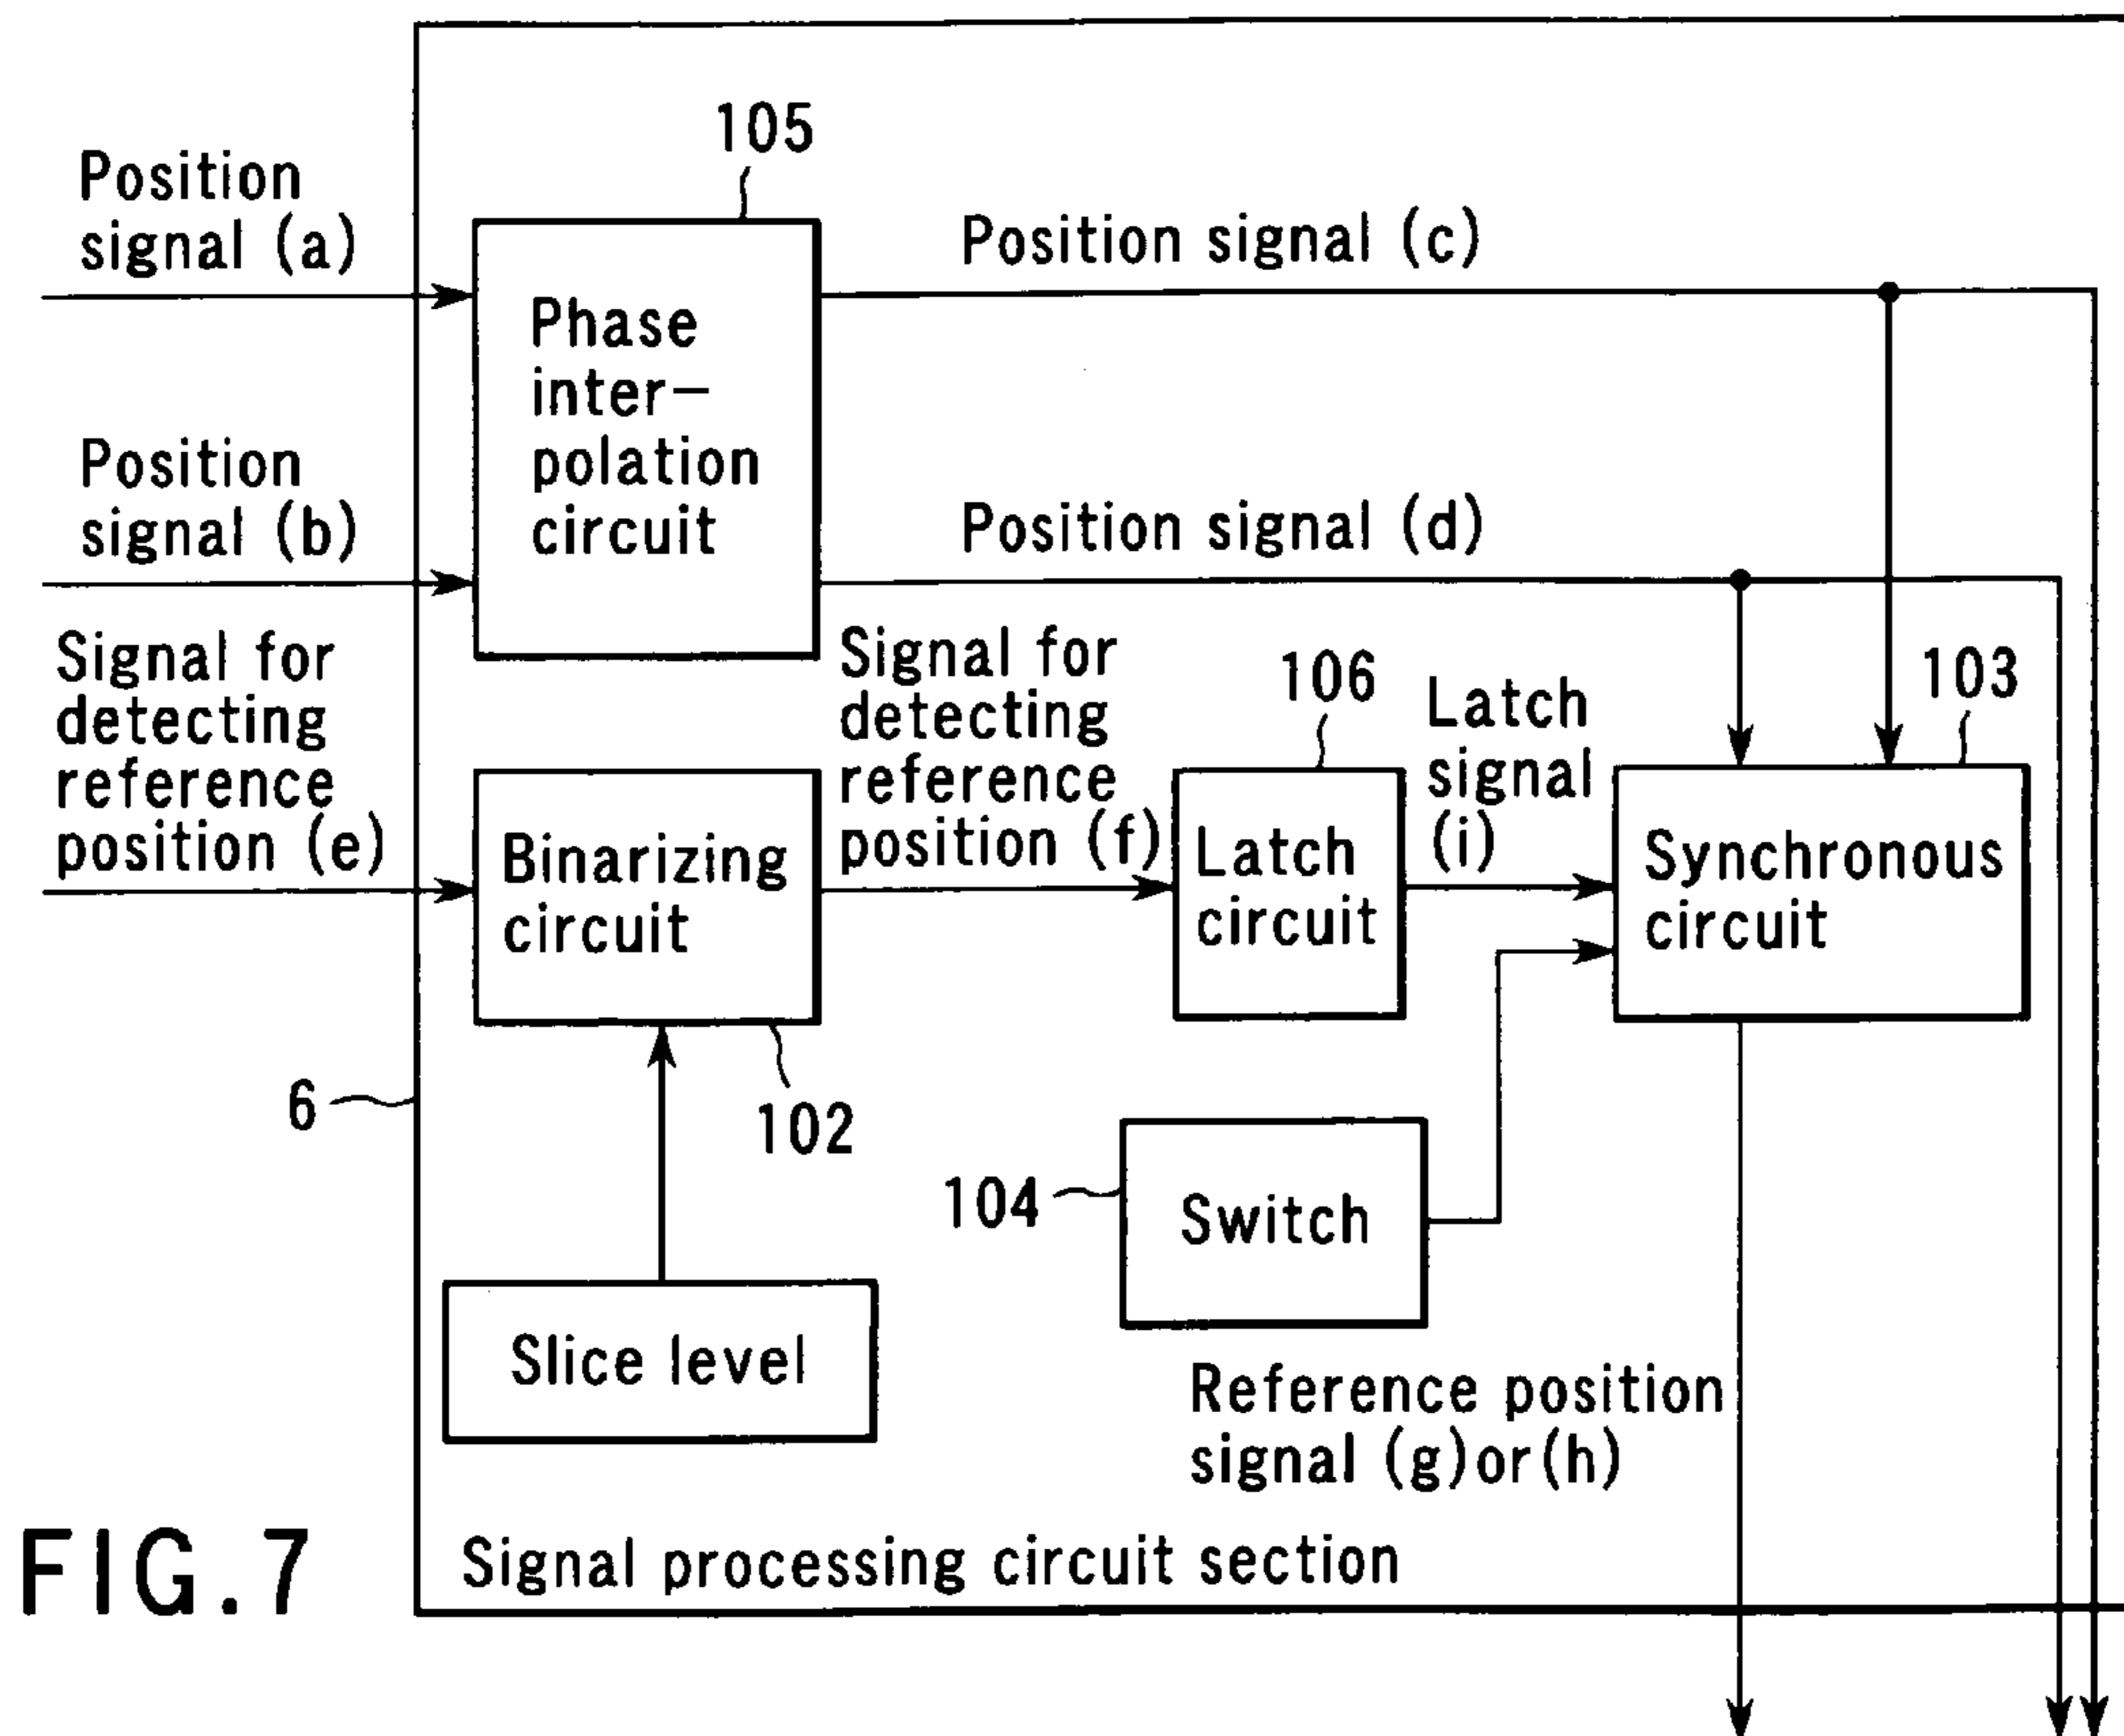 105
Position
signal (a)
Position signal (c)
Phase
inter-
polation
circuit
Position
signal (b)
Position signal (d)
Signal for
detecting
reference
position (e)
Signal for
detecting
reference
position (f)
106
Latch
signal
(i)
103
Binarizing
circuit
Latch
circuit
Synchronous
circuit
6
102
104
Switch
Slice level
Reference position
signal (g)or(h)
FIG.7
Signal processing circuit section